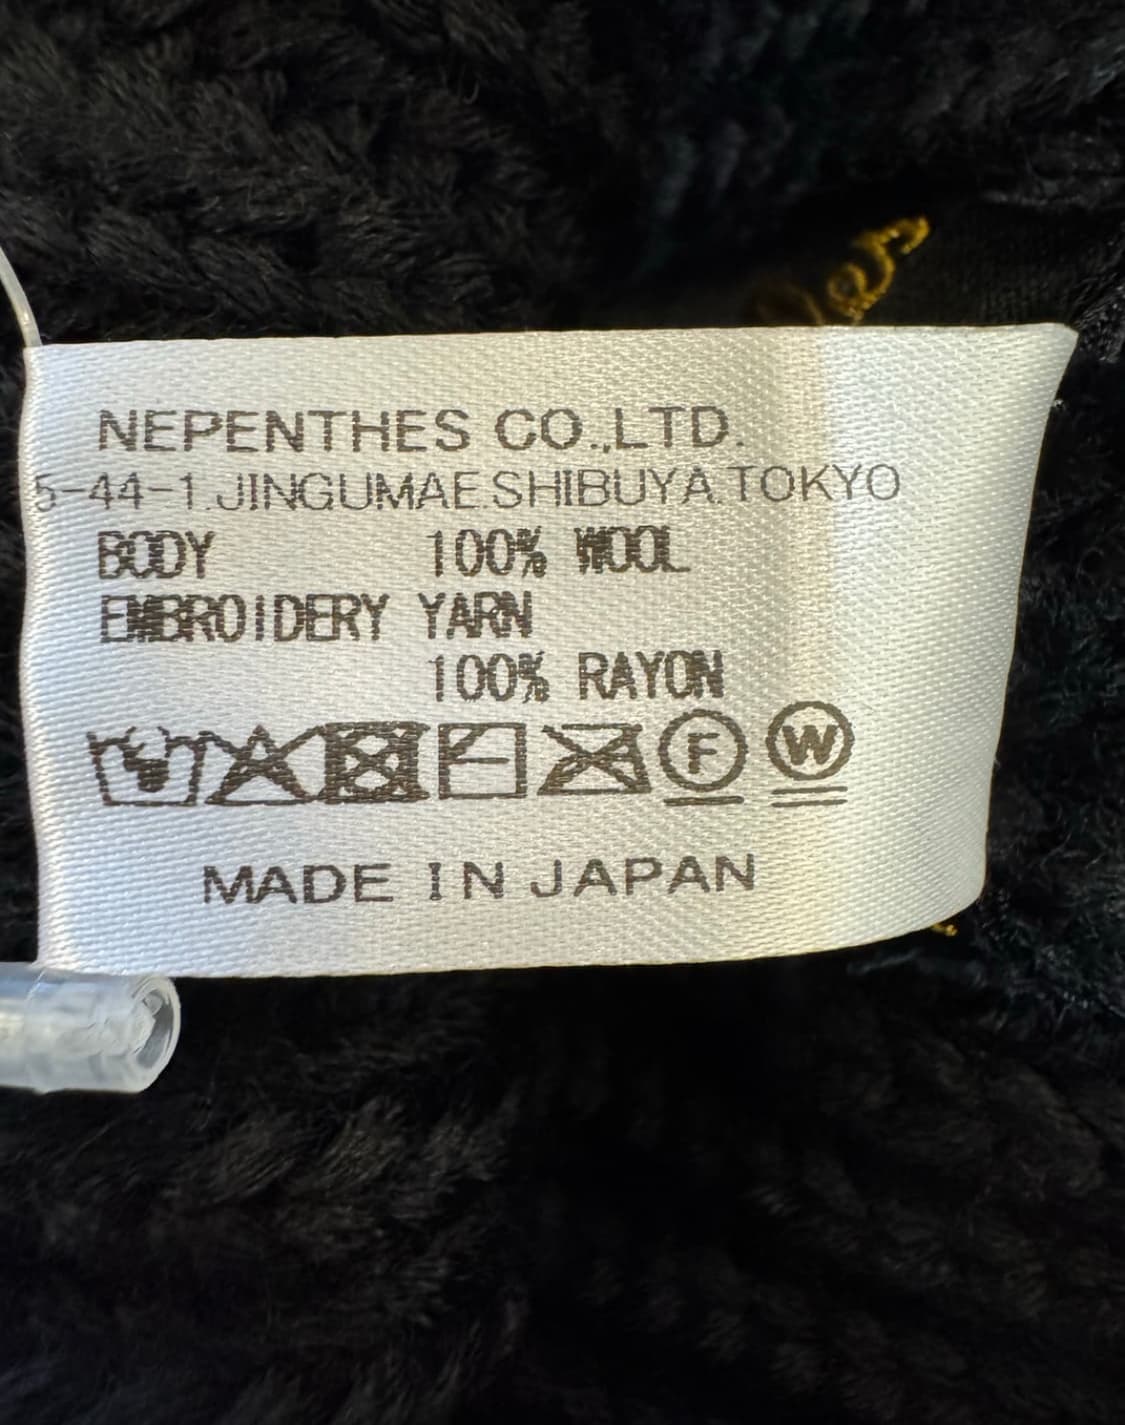 NEPENTHES CO.,LTD.
5-44-1.JINGUMAE.SHIBUYA.TOKYO
BODY 100% WOOL
EMBROIDERY YARN
100% RAYON
F W
MADE IN JAPAN